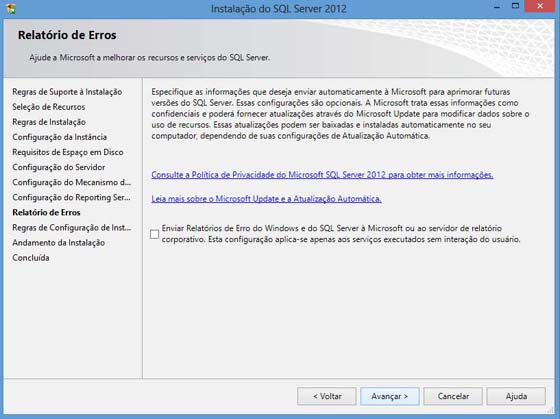 Instalação do SQL Server 2012
Relatório de Erros
Ajude a Microsoft a melhorar os recursos e serviços do SQL Server.
Regras de Suporte à Instalação
Seleção de Recursos
Regras de Instalação
Configuração da Instância
Requisitos de Espaço em Disco
Configuração do Servidor
Configuração do Mecanismo d...
Configuração do Reporting Ser...
Relatório de Erros
Regras de Configuração de Inst...
Andamento da Instalação
Concluída
Especifique as informações que deseja enviar automaticamente à Microsoft para aprimorar futuras
versões do SQL Server. Essas configurações são opcionais. A Microsoft trata essas informações como
confidenciais e poderá fornecer atualizações através do Microsoft Update para modificar dados sobre o
uso de recursos. Essas atualizações podem ser baixadas e instaladas automaticamente no seu
computador, dependendo de suas configurações de Atualização Automática.
Consulte a Política de Privacidade do Microsoft SQL Server 2012 para obter mais informações.
Leia mais sobre o Microsoft Update e a Atualização Automática.
Enviar Relatórios de Erro do Windows e do SQL Server à Microsoft ou ao servidor de relatório
corporativo. Esta configuração aplica-se apenas aos serviços executados sem interação do usuário.
< Voltar
Avançar >
Cancelar
Ajuda